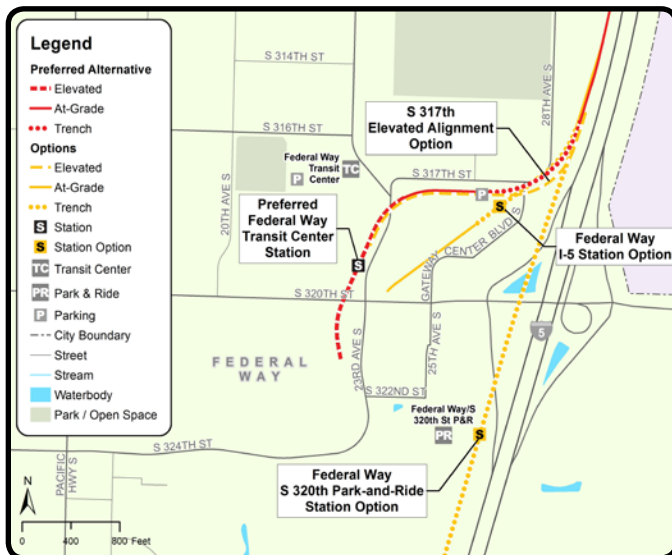 Legend
Preferred Alternative
Elevated
At-Grade
Trench
Options
Elevated
At-Grade
Trench
S Station
S Station Option
TC Transit Center
PR Park & Ride
P Parking
City Boundary
Street
Stream
Waterbody
Park / Open Space
N
0 400 800 Feet
S 314TH ST
S 316TH ST
28TH AVE S
S 317th
Elevated Alignment
Option
Federal Way
Transit
Center
TC
P
S 317TH ST
P
20TH AVE S
Preferred
Federal Way
Transit Center
Station
S
S
GATEWAY CENTER BLVD S
Federal Way
I-5 Station Option
S 320TH ST
5
FEDERAL
WAY
23RD AVE S
25TH AVE S
S 322ND ST
Federal Way/S
320th St P&R
PR
S
S 324TH ST
PACIFIC
HWY S
Federal Way
S 320th Park-and-Ride
Station Option